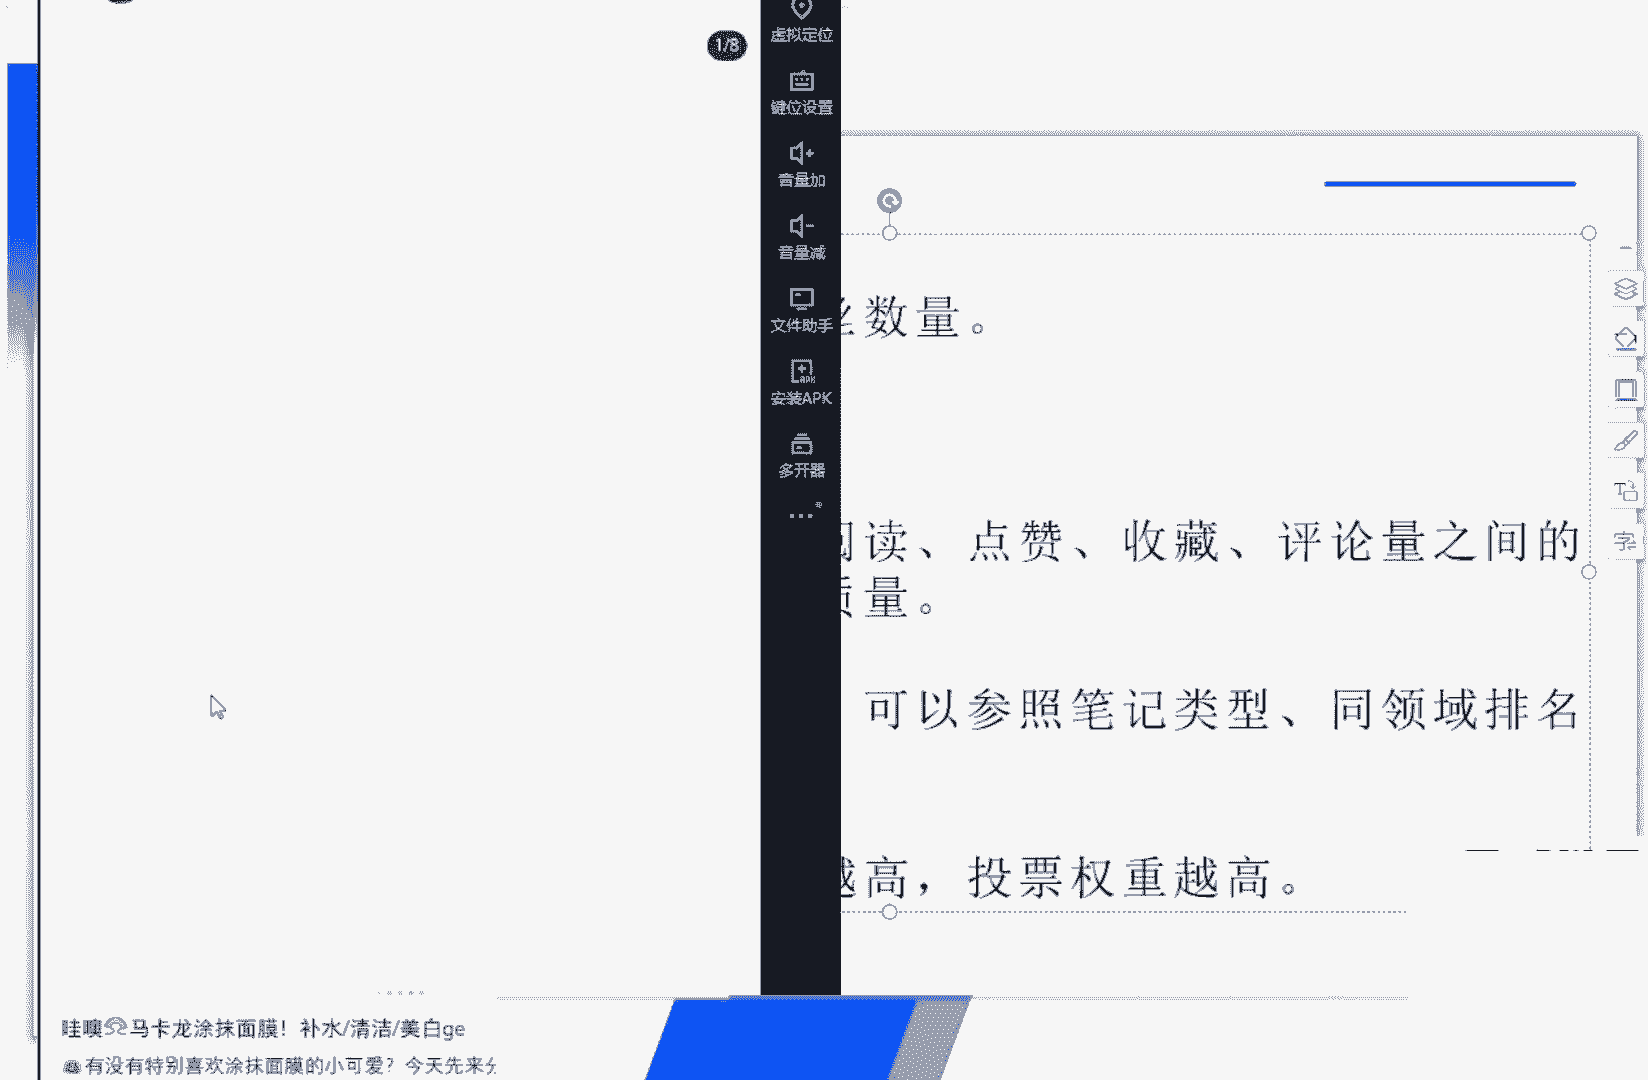 1/8
虚拟定位
键位设置
音量加
音量减
文件助手
安装APK
多开器
数量。
读、点赞、收藏、评论量之间的
质量。
可以参照笔记类型、同领域排名
越高，投票权重越高。
哇噢马卡龙涂抹面膜！补水/清洁/美白ge
有没有特别喜欢涂抹面膜的小可爱？今天先来